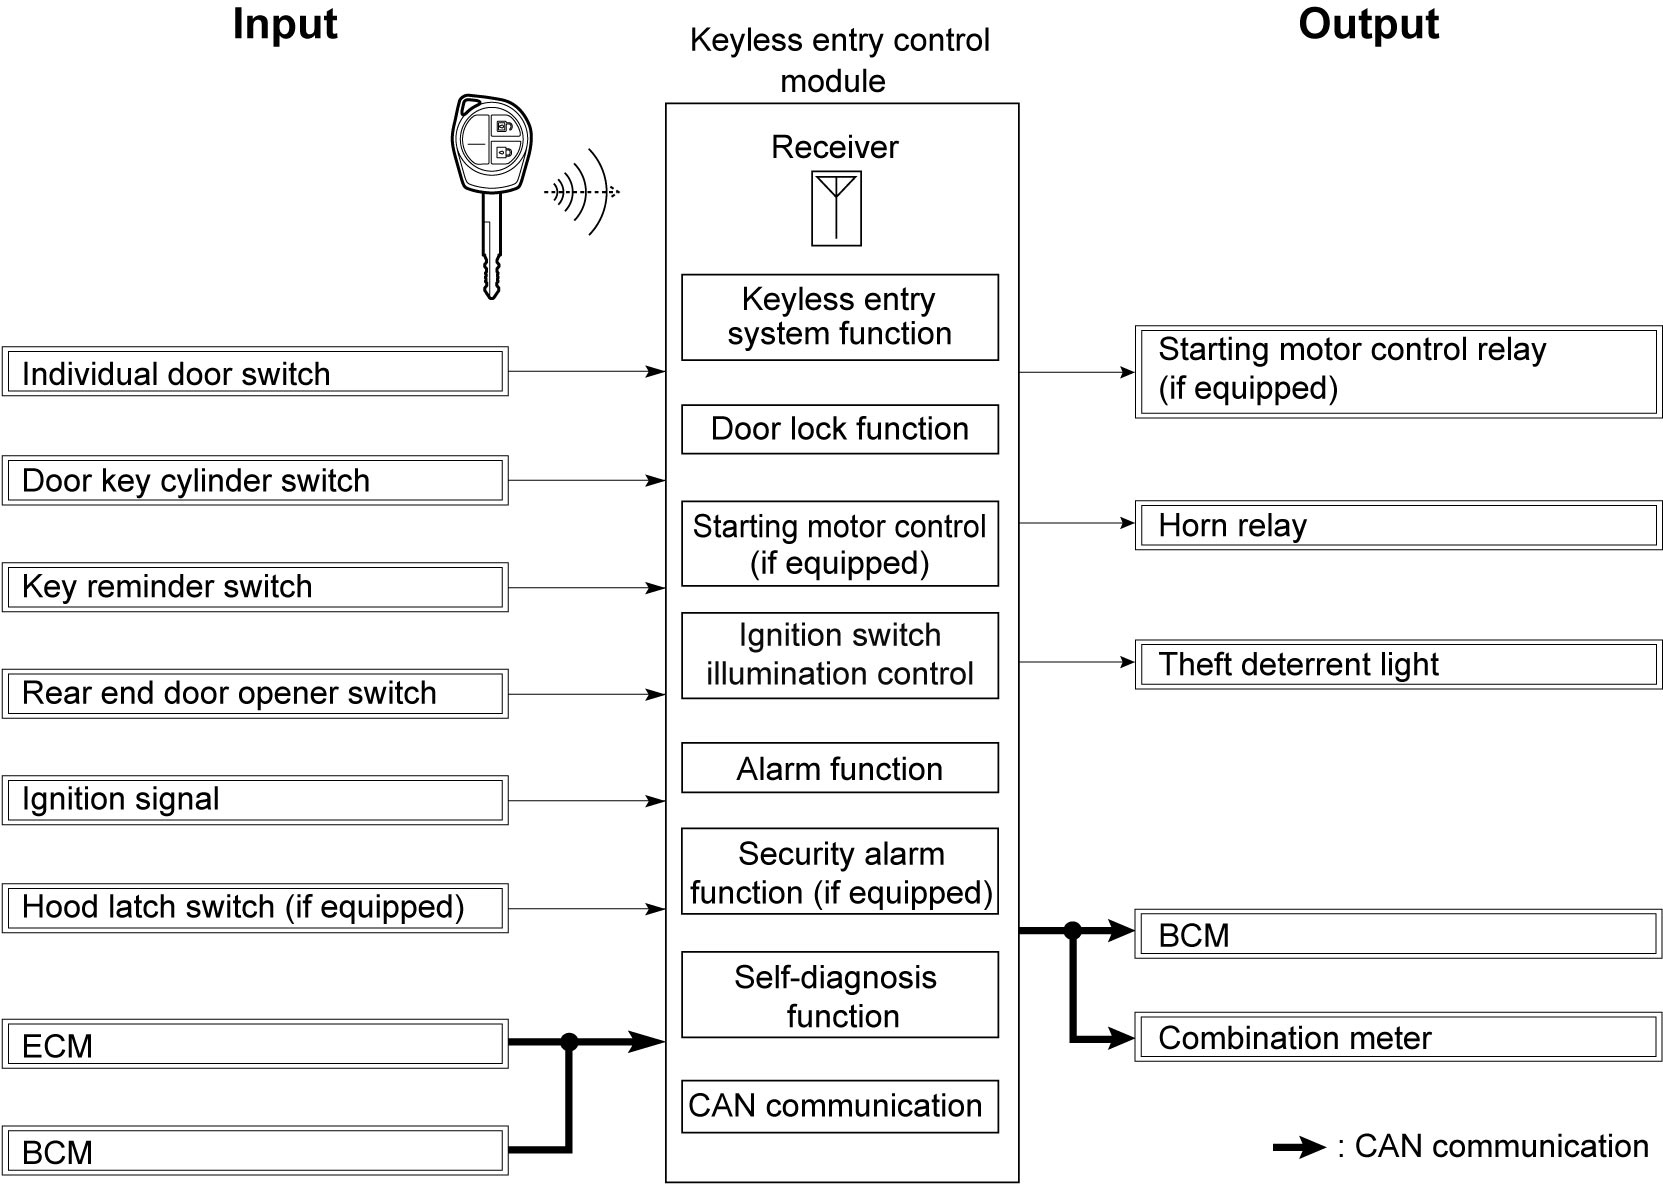 Input
Output
Keyless entry control
module
Receiver
Keyless entry
system function
Door lock function
Starting motor control
(if equipped)
Ignition switch
illumination control
Alarm function
Security alarm
function (if equipped)
Self-diagnosis
function
CAN communication
Individual door switch
Door key cylinder switch
Key reminder switch
Rear end door opener switch
Ignition signal
Hood latch switch (if equipped)
ECM
BCM
Starting motor control relay
(if equipped)
Horn relay
Theft deterrent light
BCM
Combination meter
: CAN communication